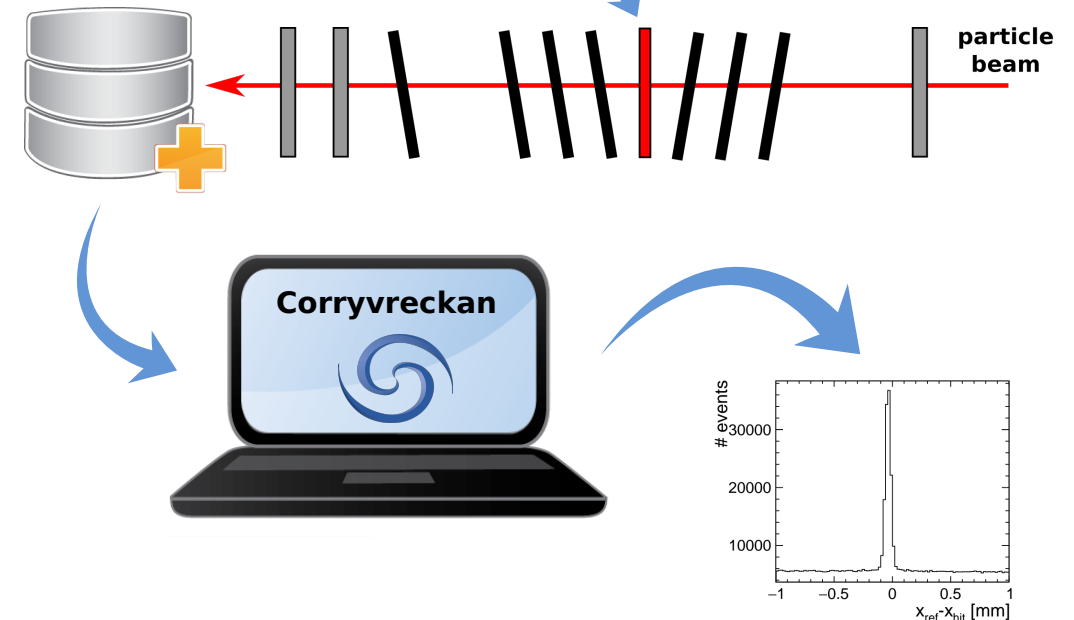 particle
beam
Corryvreckan
# events
30000
20000
10000
−1
−0.5
0
0.5
1
x_ref-x_hit [mm]